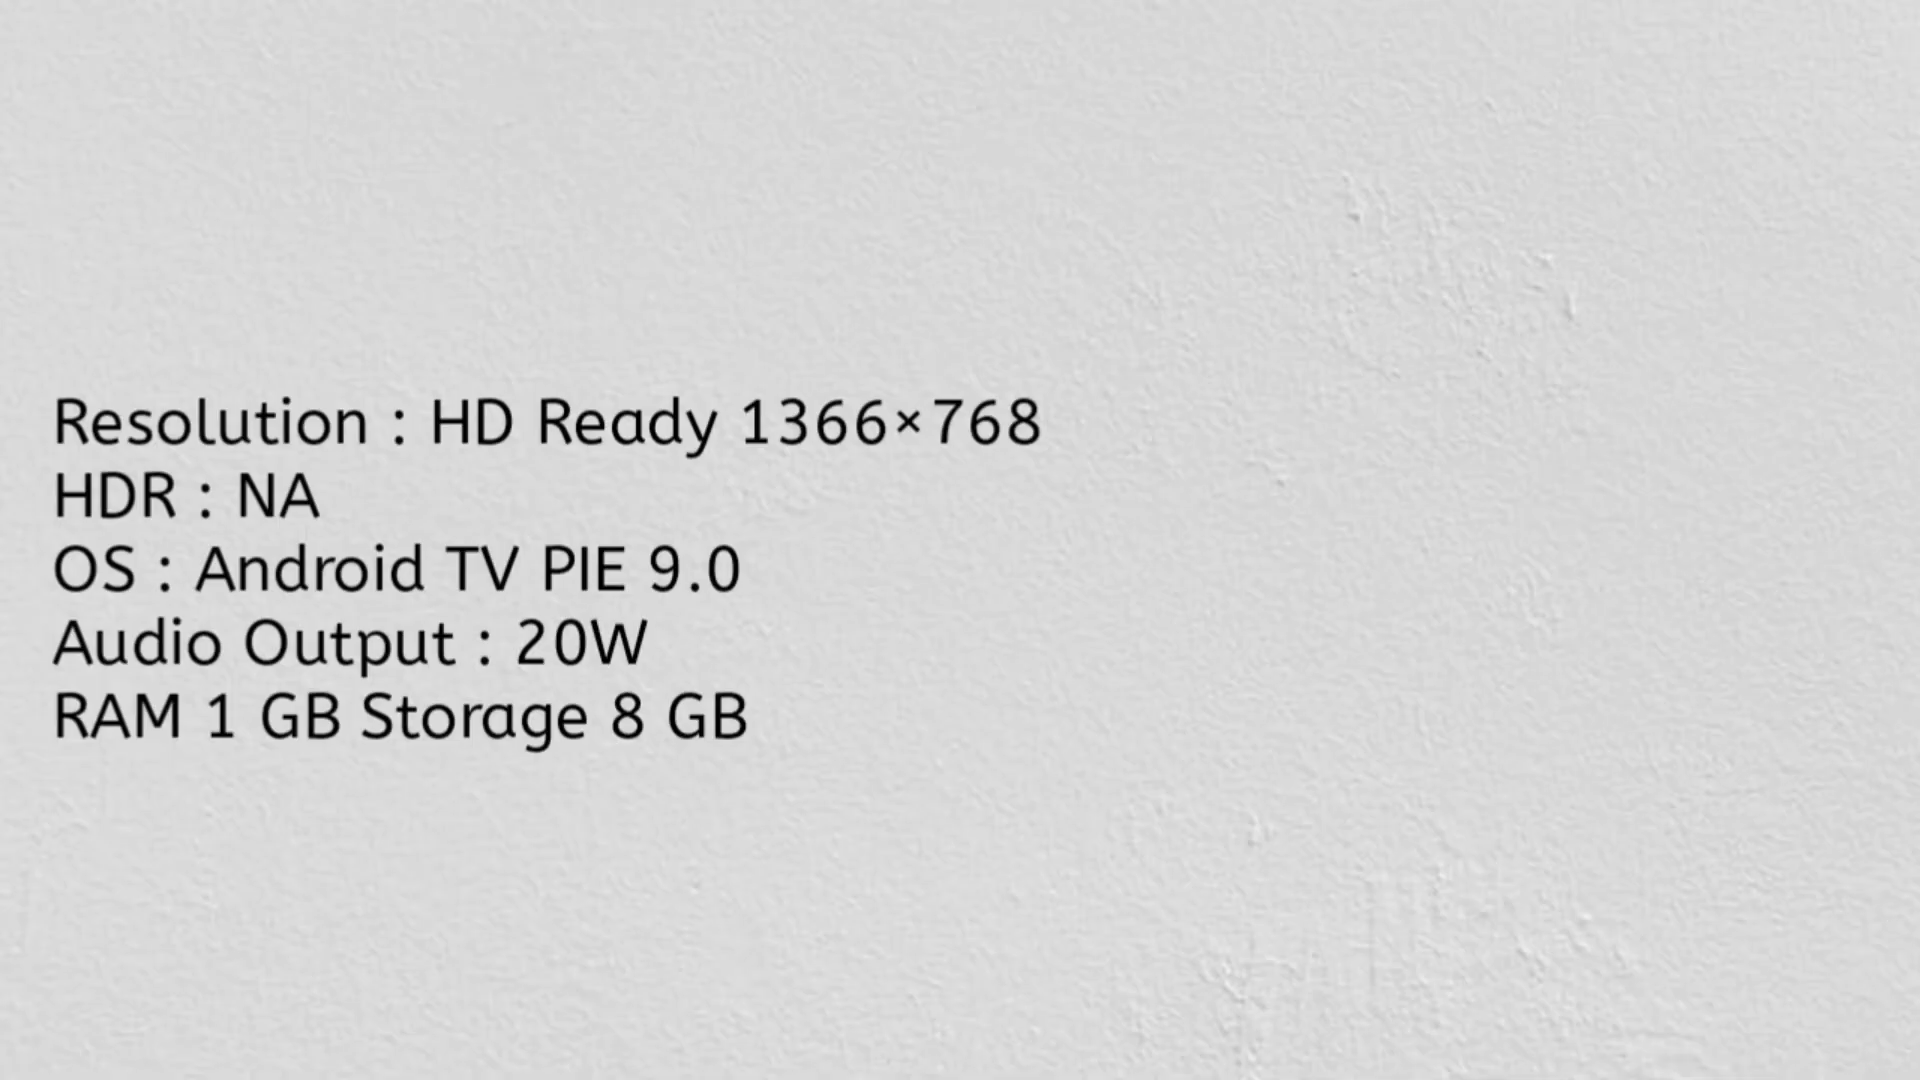 Resolution : HD Ready 1366×768
HDR : NA
OS : Android TV PIE 9.0
Audio Output : 20W
RAM 1 GB Storage 8 GB